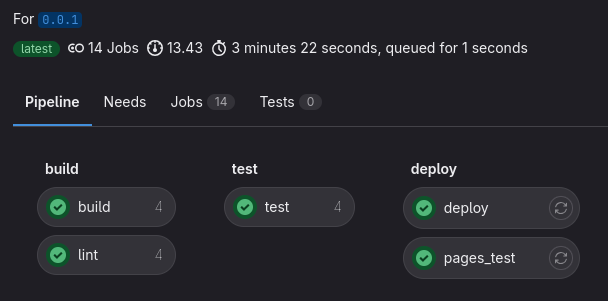 For 0.0.1
latest 14 Jobs 13.43 3 minutes 22 seconds, queued for 1 seconds
Pipeline Needs Jobs 14 Tests 0
build test deploy
build 4 test 4 deploy
lint 4 pages_test